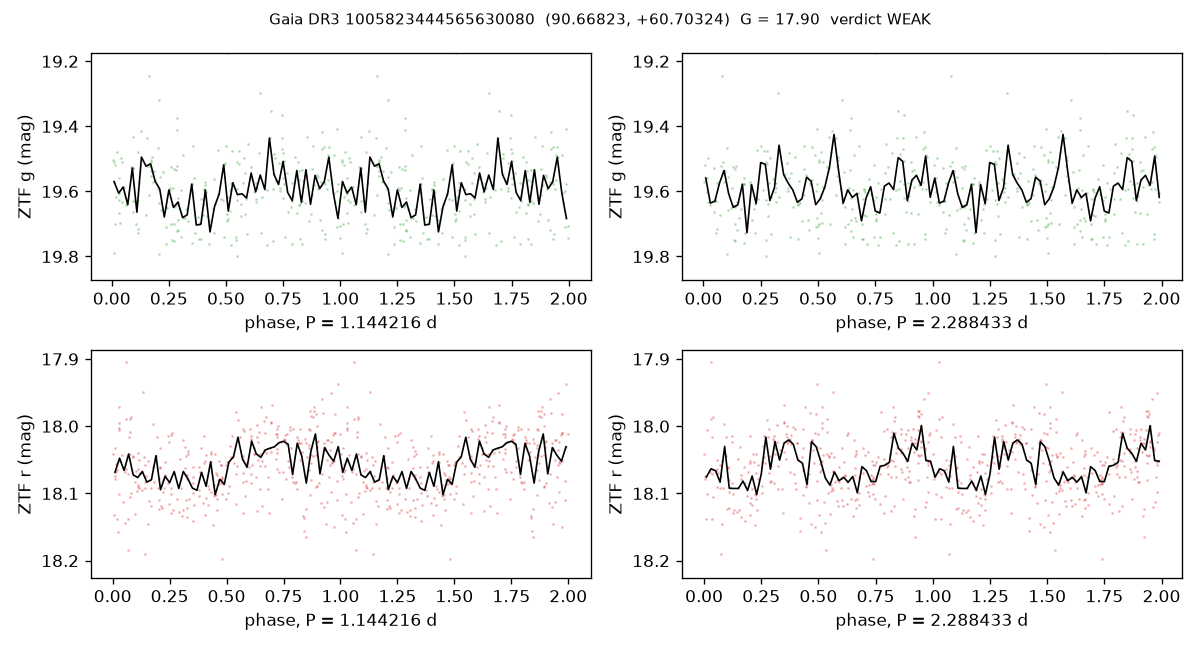 Gaia DR3 1005823444565630080 (90.66823, +60.70324) G = 17.90 verdict WEAK
19.2
19.4
19.6
19.8
ZTF g (mag)
0.00 0.25 0.50 0.75 1.00 1.25 1.50 1.75 2.00
phase, P = 1.144216 d
19.2
19.4
19.6
19.8
ZTF g (mag)
0.00 0.25 0.50 0.75 1.00 1.25 1.50 1.75 2.00
phase, P = 2.288433 d
17.9
18.0
18.1
18.2
ZTF r (mag)
0.00 0.25 0.50 0.75 1.00 1.25 1.50 1.75 2.00
phase, P = 1.144216 d
17.9
18.0
18.1
18.2
ZTF r (mag)
0.00 0.25 0.50 0.75 1.00 1.25 1.50 1.75 2.00
phase, P = 2.288433 d